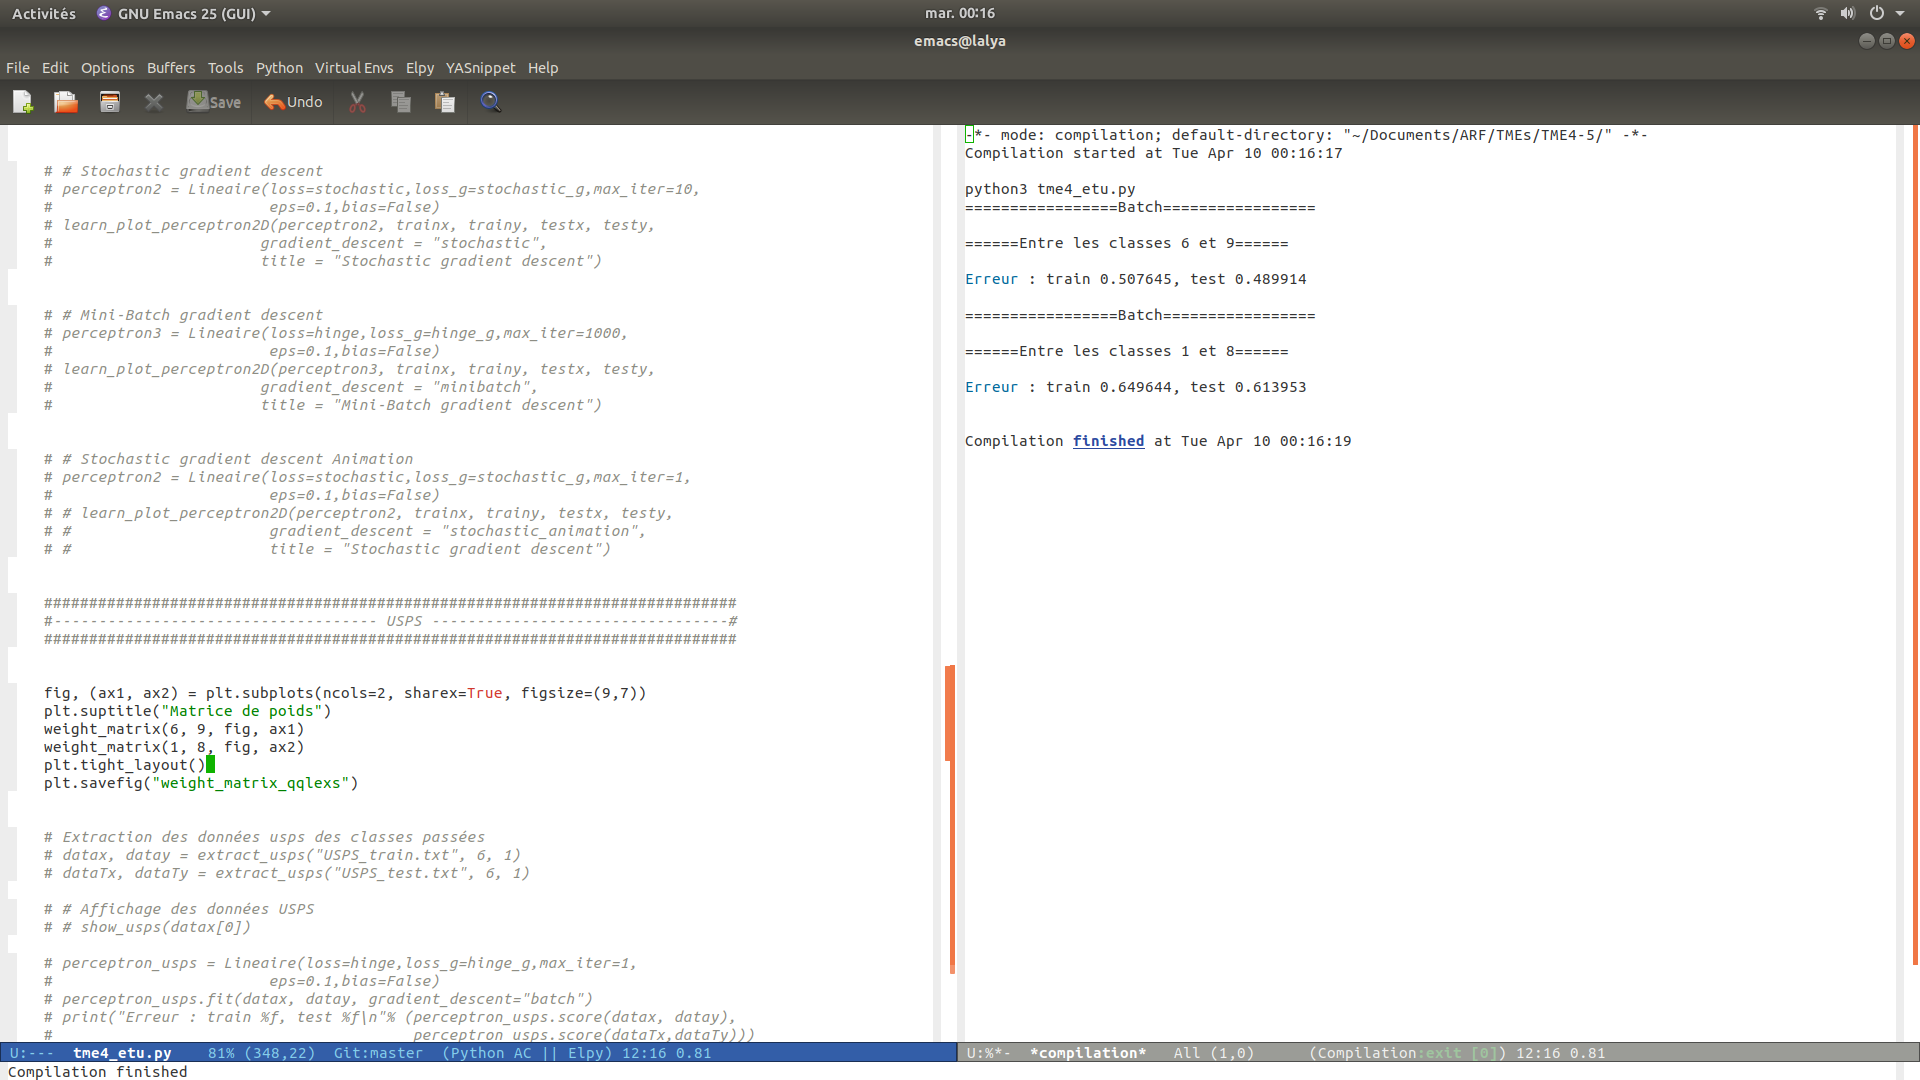 Activités GNU Emacs 25 (GUI) mar. 00:16
emacs@lalya
File Edit Options Buffers Tools Python Virtual Envs Elpy YASnippet Help
Save Undo
# # Stochastic gradient descent
# perceptron2 = Lineaire(loss=stochastic,loss_g=stochastic_g,max_iter=10,
#                        eps=0.1,bias=False)
# learn_plot_perceptron2D(perceptron2, trainx, trainy, testx, testy,
#                       gradient_descent = "stochastic",
#                       title = "Stochastic gradient descent")
# # Mini-Batch gradient descent
# perceptron3 = Lineaire(loss=hinge,loss_g=hinge_g,max_iter=1000,
#                        eps=0.1,bias=False)
# learn_plot_perceptron2D(perceptron3, trainx, trainy, testx, testy,
#                       gradient_descent = "minibatch",
#                       title = "Mini-Batch gradient descent")
# # Stochastic gradient descent Animation
# perceptron2 = Lineaire(loss=stochastic,loss_g=stochastic_g,max_iter=1,
#                        eps=0.1,bias=False)
# # learn_plot_perceptron2D(perceptron2, trainx, trainy, testx, testy,
# #                      gradient_descent = "stochastic_animation",
# #                      title = "Stochastic gradient descent")
#############################################################################
#------------------------------------ USPS ---------------------------------#
#############################################################################
fig, (ax1, ax2) = plt.subplots(ncols=2, sharex=True, figsize=(9,7))
plt.suptitle("Matrice de poids")
weight_matrix(6, 9, fig, ax1)
weight_matrix(1, 8, fig, ax2)
plt.tight_layout()
plt.savefig("weight_matrix_qqlexs")
# Extraction des données usps des classes passées
# datax, datay = extract_usps("USPS_train.txt", 6, 1)
# dataTx, dataTy = extract_usps("USPS_test.txt", 6, 1)
# # Affichage des données USPS
# # show_usps(datax[0])
# perceptron_usps = Lineaire(loss=hinge,loss_g=hinge_g,max_iter=1,
#                        eps=0.1,bias=False)
# perceptron_usps.fit(datax, datay, gradient_descent="batch")
# print("Erreur : train %f, test %f\n"% (perceptron_usps.score(datax, datay),
#                                        perceptron_usps.score(dataTx,dataTy)))
U:--- tme4_etu.py 81% (348,22) Git:master (Python AC || Elpy) 12:16 0.81
-*- mode: compilation; default-directory: "~/Documents/ARF/TMEs/TME4-5/" -*-
Compilation started at Tue Apr 10 00:16:17
python3 tme4_etu.py
=================Batch=================
======Entre les classes 6 et 9======
Erreur : train 0.507645, test 0.489914
=================Batch=================
======Entre les classes 1 et 8======
Erreur : train 0.649644, test 0.613953
Compilation finished at Tue Apr 10 00:16:19
U:%*- *compilation* All (1,0) (Compilation:exit [0]) 12:16 0.81
Compilation finished